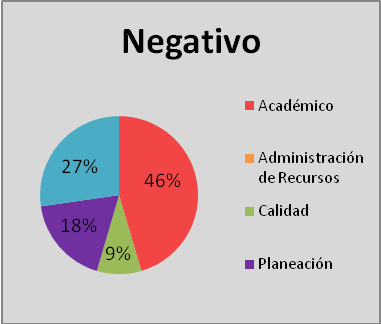 Negativo
Académico
27%
46%
Administración
de Recursos
Calidad
18%
9%
Planeación